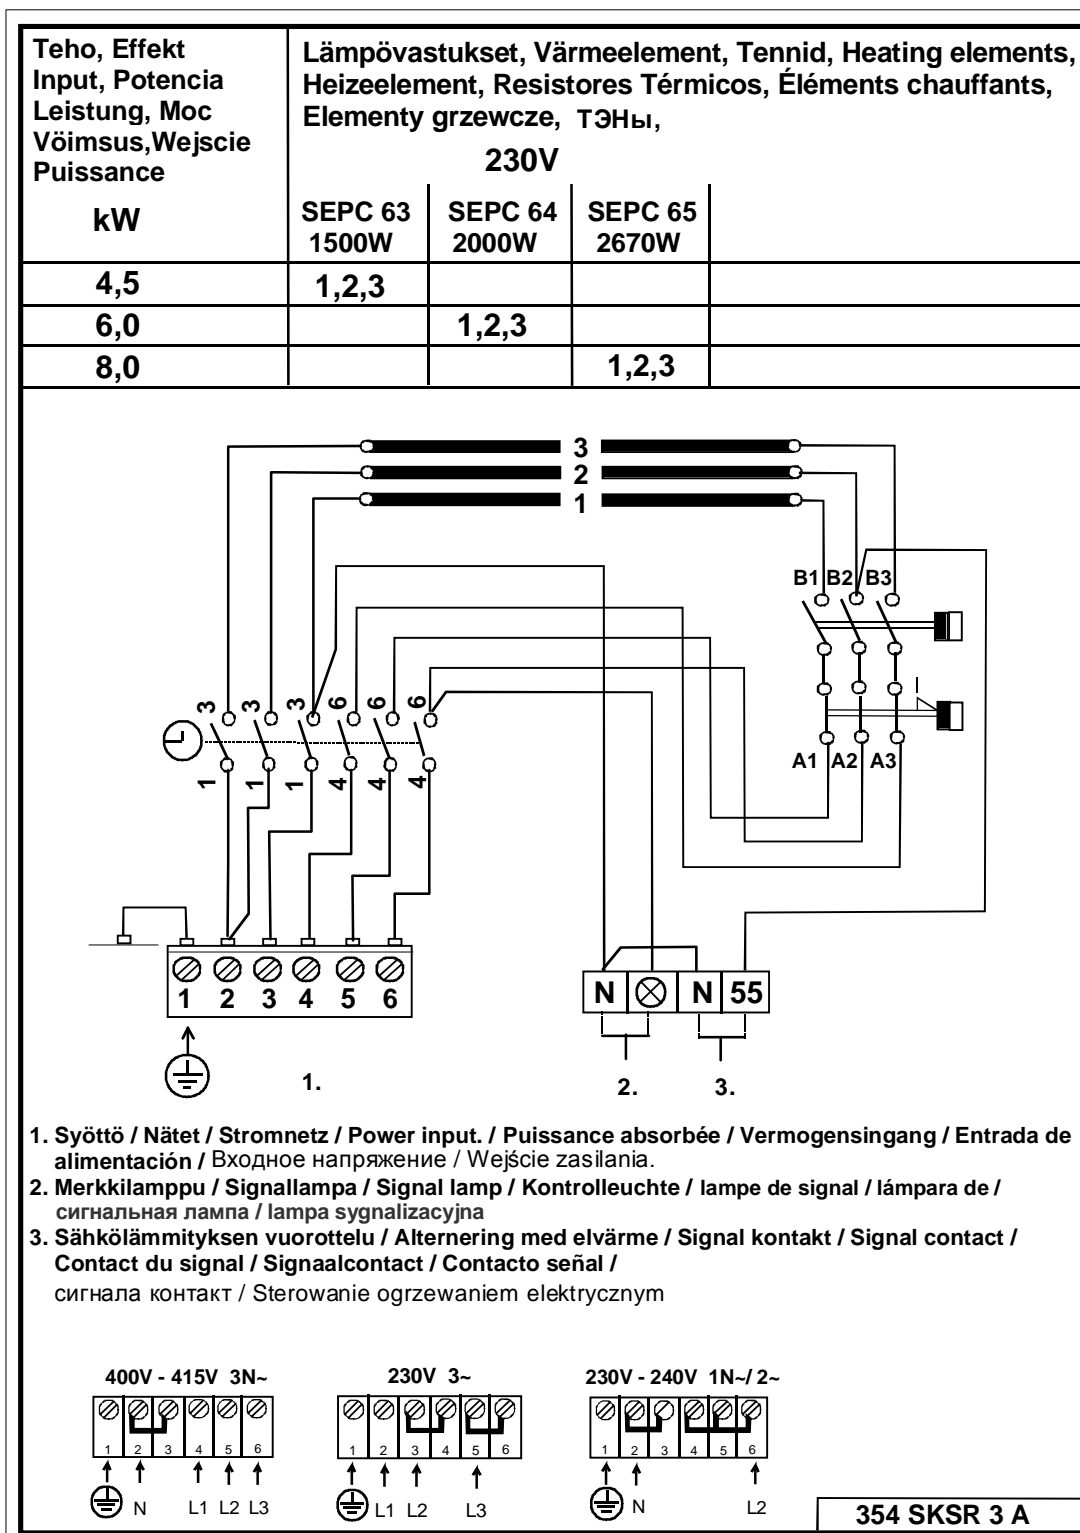 Teho, Effekt
Input, Potencia
Leistung, Moc
Vöimsus,Wejscie
Puissance
kW
Lämpövastukset, Värmeelement, Tennid, Heating elements,
Heizeelement, Resistores Térmicos, Éléments chauffants,
Elementy grzewcze, ТЭНы,
230V
SEPC 63 SEPC 64 SEPC 65
1500W 2000W 2670W
4,5 1,2,3
6,0 1,2,3
8,0 1,2,3
3
2
1
B1 B2 B3
3 3 3 6 6 6
1 1 1 4 4 4
A1 A2 A3
1 2 3 4 5 6
N N 55
1. 2. 3.
1. Syöttö / Nätet / Stromnetz / Power input. / Puissance absorbée / Vermogensingang / Entrada de
alimentación / Входное напряжение / Wejście zasilania.
2. Merkkilamppu / Signallampa / Signal lamp / Kontrolleuchte / lampe de signal / lámpara de /
сигнальная лампа / lampa sygnalizacyjna
3. Sähkölämmityksen vuorottelu / Alternering med elvärme / Signal kontakt / Signal contact /
Contact du signal / Signaalcontact / Contacto señal /
сигнала контакт / Sterowanie ogrzewaniem elektrycznym
400V - 415V 3N~
1 2 3 4 5 6
N L1 L2 L3
230V 3~
1 2 3 4 5 6
L1 L2 L3
230V - 240V 1N~/ 2~
1 2 3 4 5 6
N L2
354 SKSR 3 A